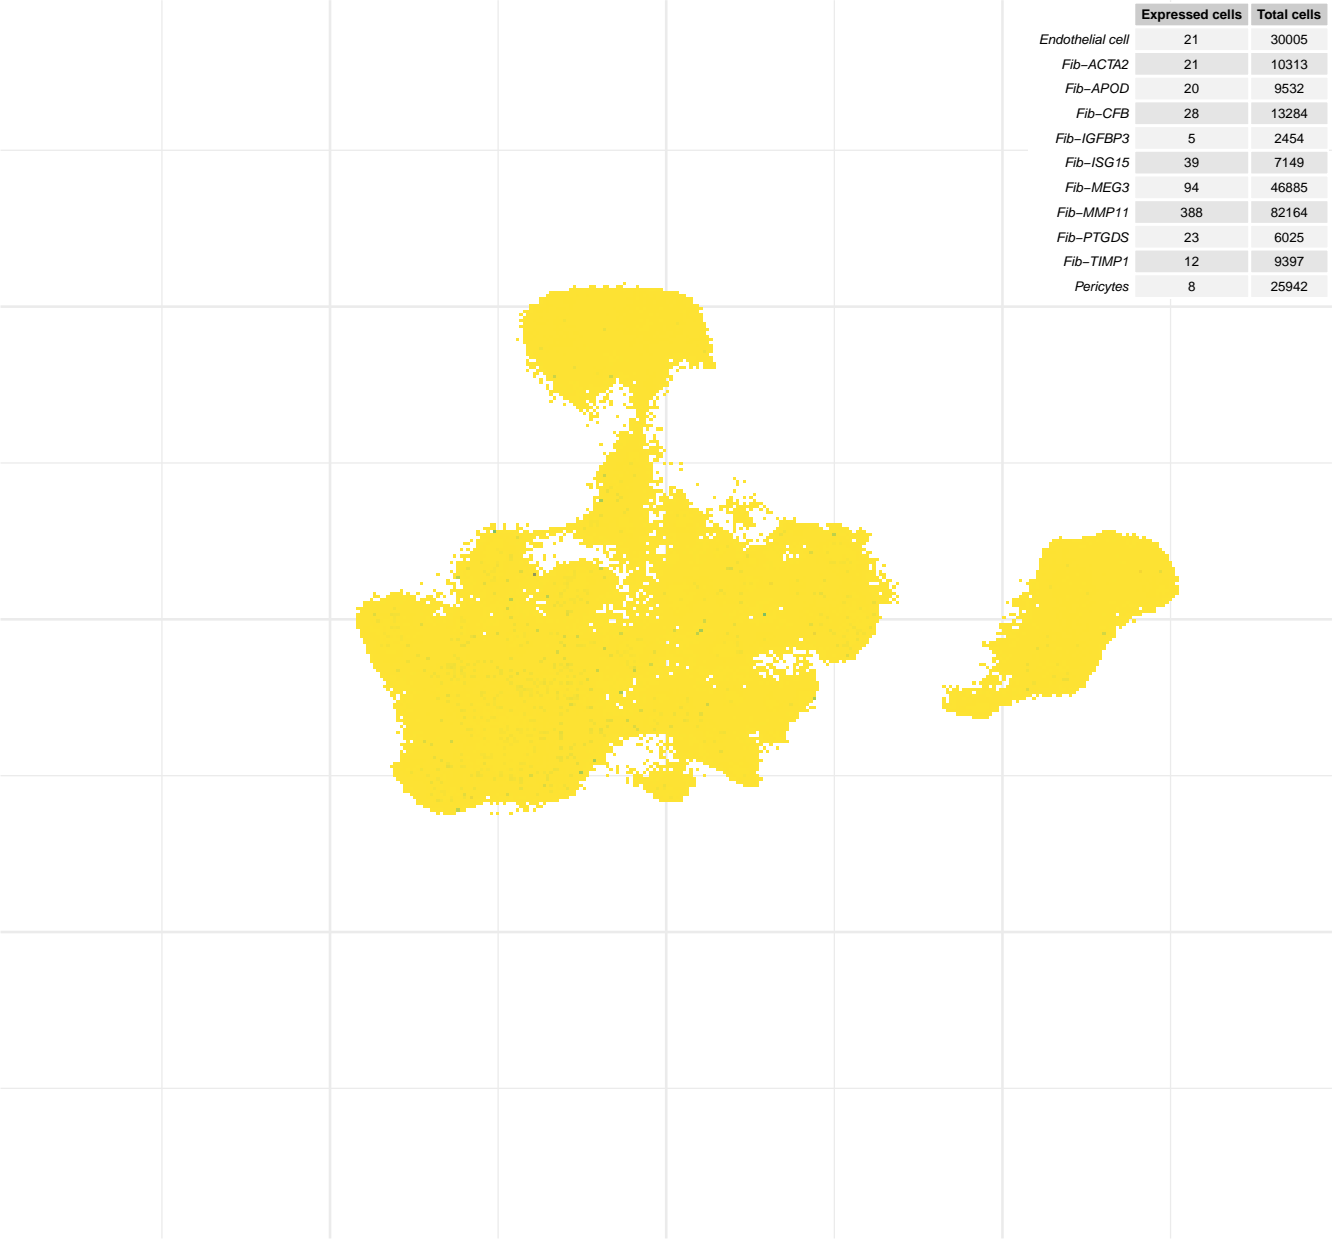 Expressed cells Total cells
Endothelial cell 21 30005
Fib−ACTA2 21 10313
Fib−APOD 20 9532
Fib−CFB 28 13284
Fib−IGFBP3 5 2454
Fib−ISG15 39 7149
Fib−MEG3 94 46885
Fib−MMP11 388 82164
Fib−PTGDS 23 6025
Fib−TIMP1 12 9397
Pericytes 8 25942